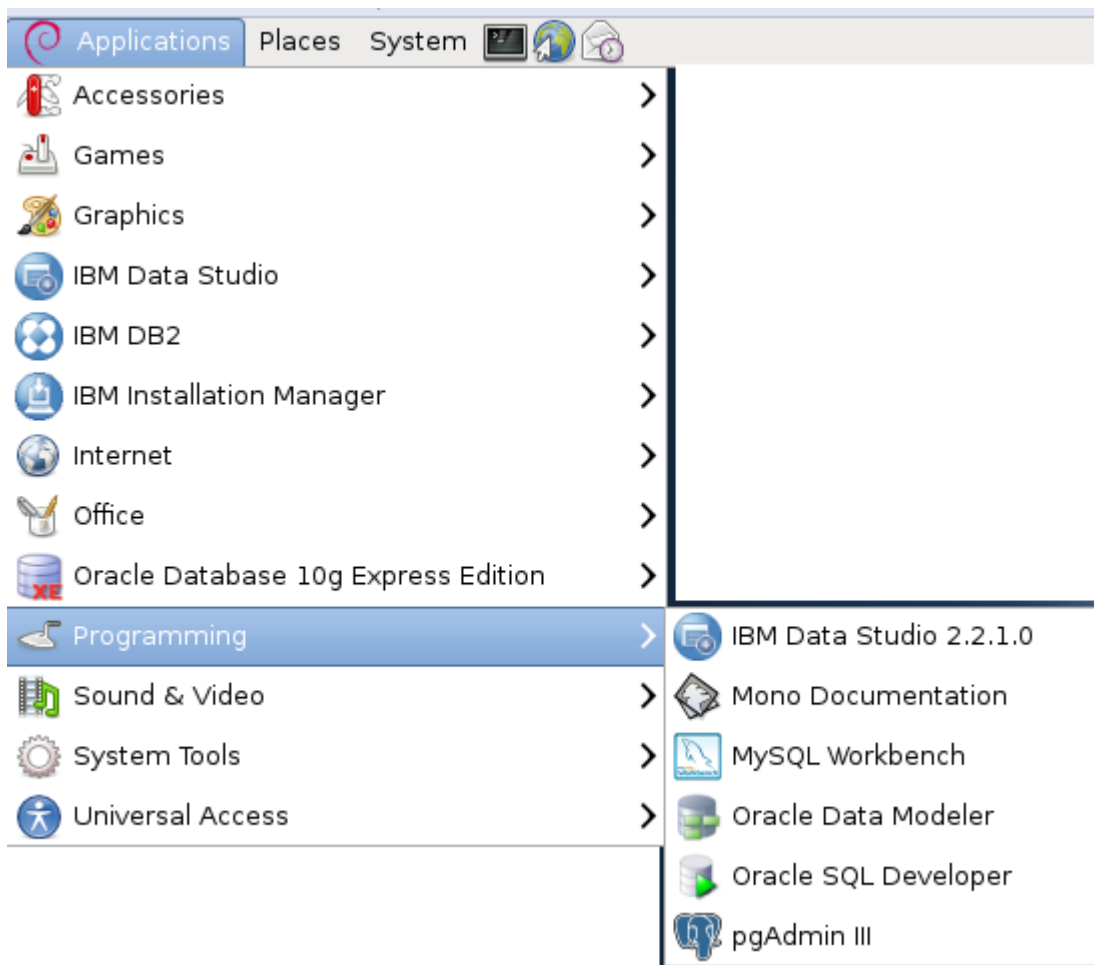 Applications Places System
Accessories
Games
Graphics
IBM Data Studio
IBM DB2
IBM Installation Manager
Internet
Office
XE Oracle Database 10g Express Edition
Programming
Sound & Video
System Tools
Universal Access
IBM Data Studio 2.2.1.0
Mono Documentation
MySQL Workbench
Oracle Data Modeler
Oracle SQL Developer
pgAdmin III